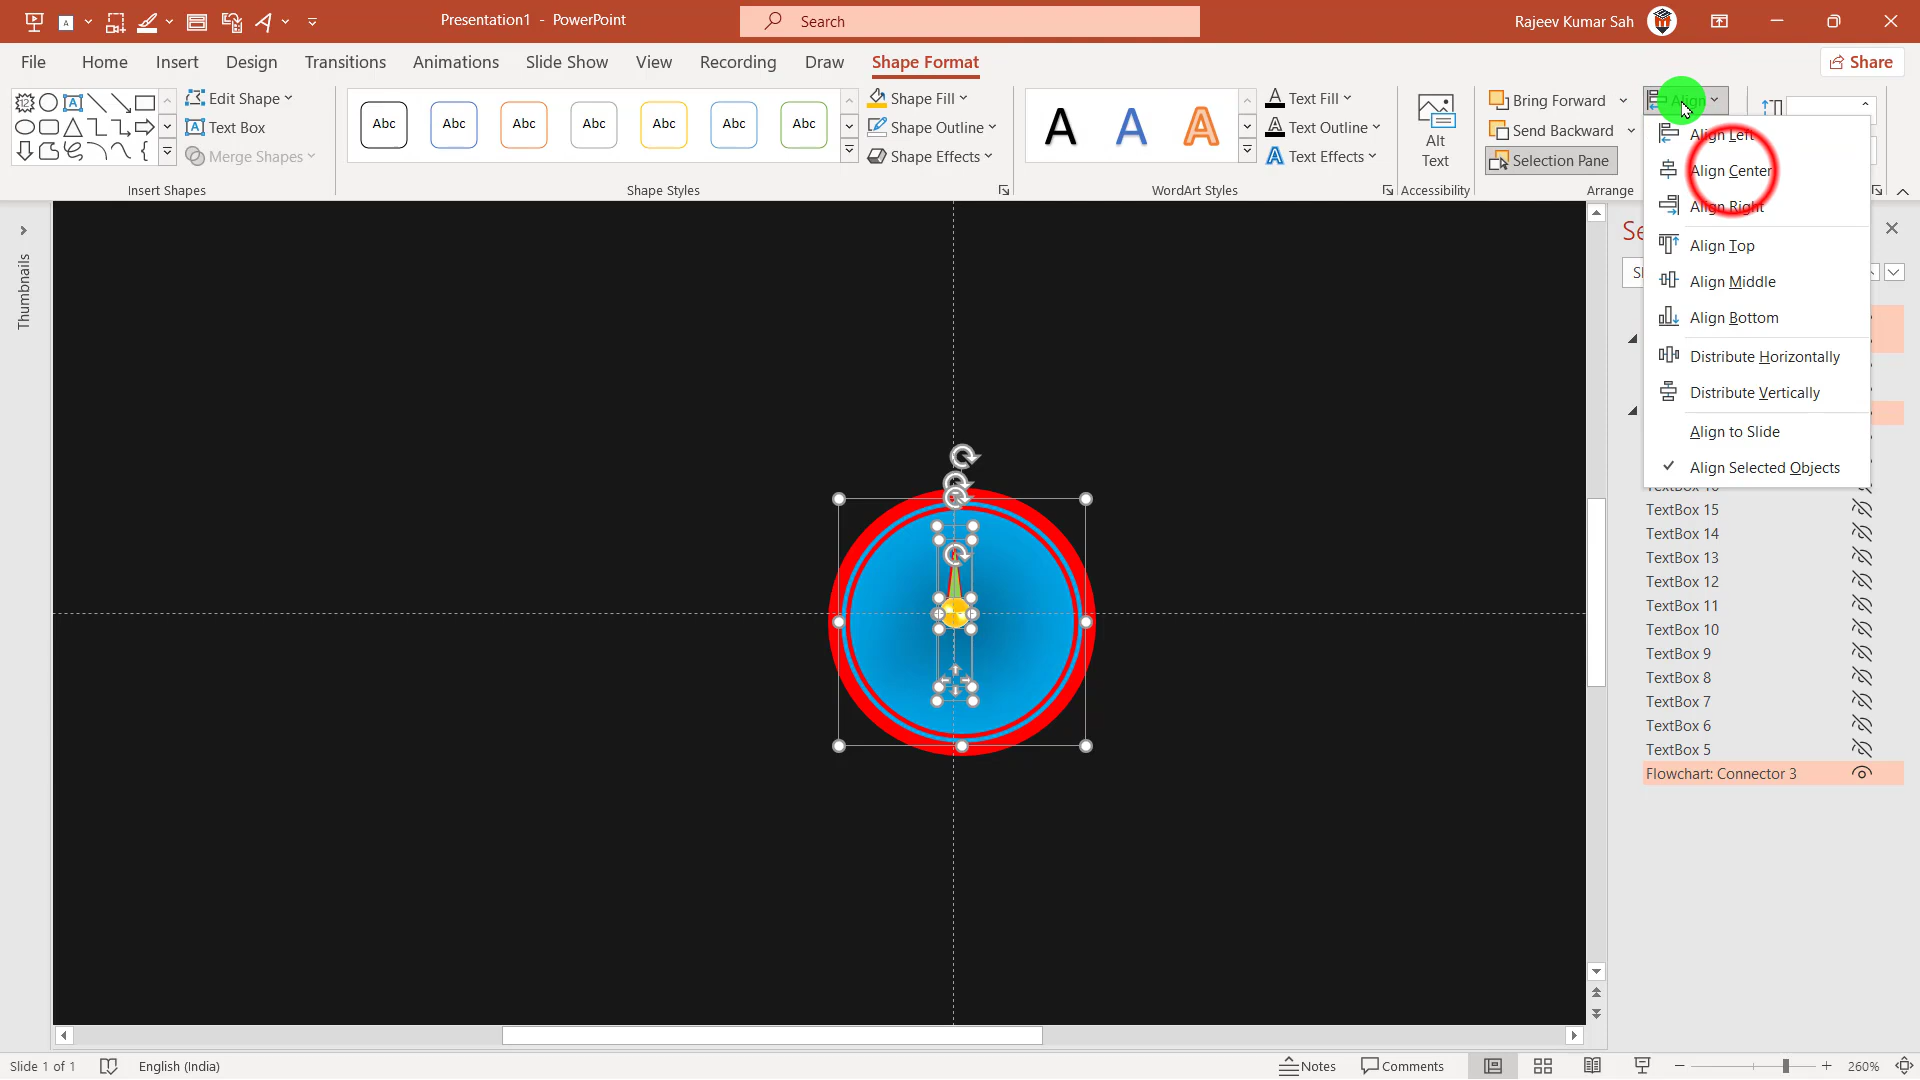 Presentation1 - PowerPoint
Search
Rajeev Kumar Sah
File
Home
Insert
Design
Transitions
Animations
Slide Show
View
Recording
Draw
Shape Format
Share
Edit Shape
Text Box
Merge Shapes
Insert Shapes
Abc
Abc
Abc
Abc
Abc
Abc
Abc
Shape Styles
Shape Fill
Shape Outline
Shape Effects
A
A
A
WordArt Styles
Text Fill
Text Outline
Text Effects
Alt
Text
Accessibility
Bring Forward
Send Backward
Selection Pane
Arrange
Align
Align Left
Align Center
Align Right
Align Top
Align Middle
Align Bottom
Distribute Horizontally
Distribute Vertically
Align to Slide
Align Selected Objects
Thumbnails
TextBox 15
TextBox 14
TextBox 13
TextBox 12
TextBox 11
TextBox 10
TextBox 9
TextBox 8
TextBox 7
TextBox 6
TextBox 5
Flowchart: Connector 3
Slide 1 of 1
English (India)
Notes
Comments
260%